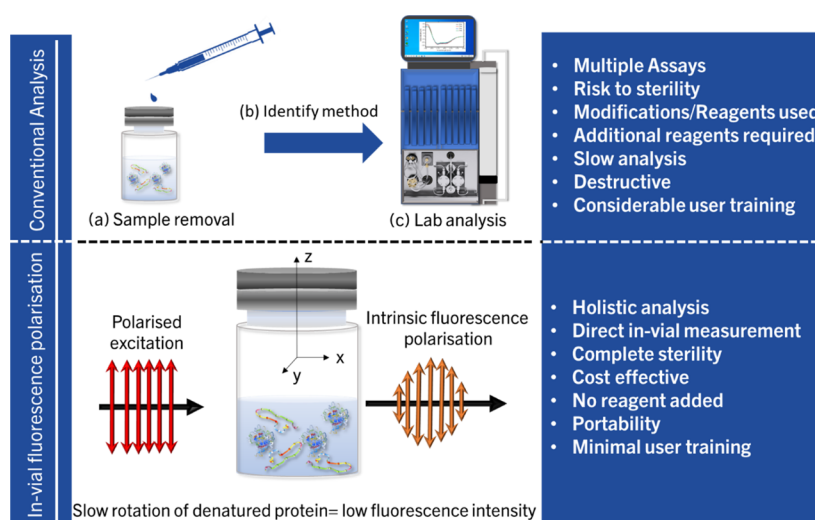 Conventional Analysis
(b) Identify method
(a) Sample removal
(c) Lab analysis
• Multiple Assays
• Risk to sterility
• Modifications/Reagents used
• Additional reagents required
• Slow analysis
• Destructive
• Considerable user training
In-vial fluorescence polarisation
Polarised
excitation
z
x
y
Intrinsic fluorescence
polarisation
Slow rotation of denatured protein= low fluorescence intensity
• Holistic analysis
• Direct in-vial measurement
• Complete sterility
• Cost effective
• No reagent added
• Portability
• Minimal user training